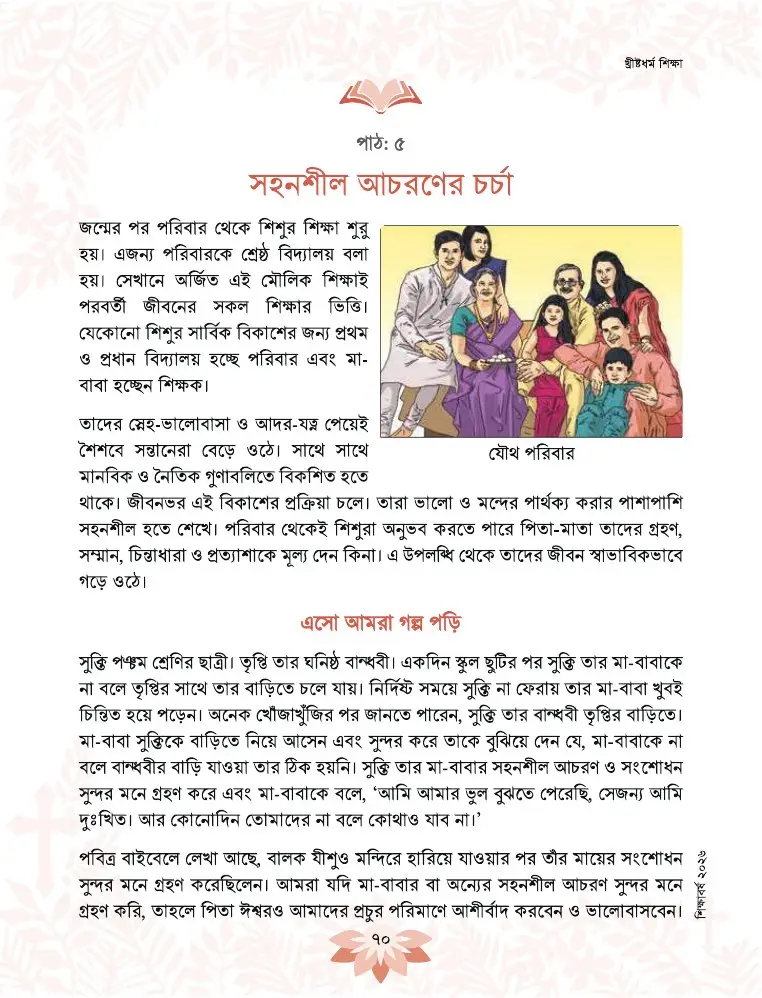 খ্রীষ্টধর্ম শিক্ষা
পাঠ: ৫
সহনশীল আচরণের চর্চা
জন্মের পর পরিবার থেকে শিশুর শিক্ষা শুরু
হয়। এজন্য পরিবারকে শ্রেষ্ঠ বিদ্যালয় বলা
হয়। সেখানে অর্জিত এই মৌলিক শিক্ষাই
পরবর্তী জীবনের সকল শিক্ষার ভিত্তি।
যেকোনো শিশুর সার্বিক বিকাশের জন্য প্রথম
ও প্রধান বিদ্যালয় হচ্ছে পরিবার এবং মা-
বাবা হচ্ছেন শিক্ষক।
তাদের স্নেহ-ভালোবাসা ও আদর-যত্ন পেয়েই
শৈশবে সন্তানেরা বেড়ে ওঠে। সাথে সাথে
মানবিক ও নৈতিক গুণাবলিতে বিকশিত হতে
যৌথ পরিবার
থাকে। জীবনভর এই বিকাশের প্রক্রিয়া চলে। তারা ভালো ও মন্দের পার্থক্য করার পাশাপাশি
সহনশীল হতে শেখে। পরিবার থেকেই শিশুরা অনুভব করতে পারে পিতা-মাতা তাদের গ্রহণ,
সম্মান, চিন্তাধারা ও প্রত্যাশাকে মূল্য দেন কিনা। এ উপলব্ধি থেকে তাদের জীবন স্বাভাবিকভাবে
গড়ে ওঠে।
এসো আমরা গল্প পড়ি
সুক্তি পঞ্চম শ্রেণির ছাত্রী। তৃপ্তি তার ঘনিষ্ঠ বান্ধবী। একদিন স্কুল ছুটির পর সুক্তি তার মা-বাবাকে
না বলে তৃপ্তির সাথে তার বাড়িতে চলে যায়। নির্দিষ্ট সময়ে সুক্তি না ফেরায় তার মা-বাবা খুবই
চিন্তিত হয়ে পড়েন। অনেক খোঁজাখুঁজির পর জানতে পারেন, সুক্তি তার বান্ধবী তৃপ্তির বাড়িতে।
মা-বাবা সুক্তিকে বাড়িতে নিয়ে আসেন এবং সুন্দর করে তাকে বুঝিয়ে দেন যে, মা-বাবাকে না
বলে বান্ধবীর বাড়ি যাওয়া তার ঠিক হয়নি। সুক্তি তার মা-বাবার সহনশীল আচরণ ও সংশোধন
সুন্দর মনে গ্রহণ করে এবং মা-বাবাকে বলে, ‘আমি আমার ভুল বুঝতে পেরেছি, সেজন্য আমি
দুঃখিত। আর কোনোদিন তোমাদের না বলে কোথাও যাব না।’
পবিত্র বাইবেলে লেখা আছে, বালক যীশুও মন্দিরে হারিয়ে যাওয়ার পর তাঁর মায়ের সংশোধন
সুন্দর মনে গ্রহণ করেছিলেন। আমরা যদি মা-বাবার বা অন্যের সহনশীল আচরণ সুন্দর মনে
গ্রহণ করি, তাহলে পিতা ঈশ্বরও আমাদের প্রচুর পরিমাণে আশীর্বাদ করবেন ও ভালোবাসবেন।
শিক্ষাবর্ষ ২০২৬
৭০